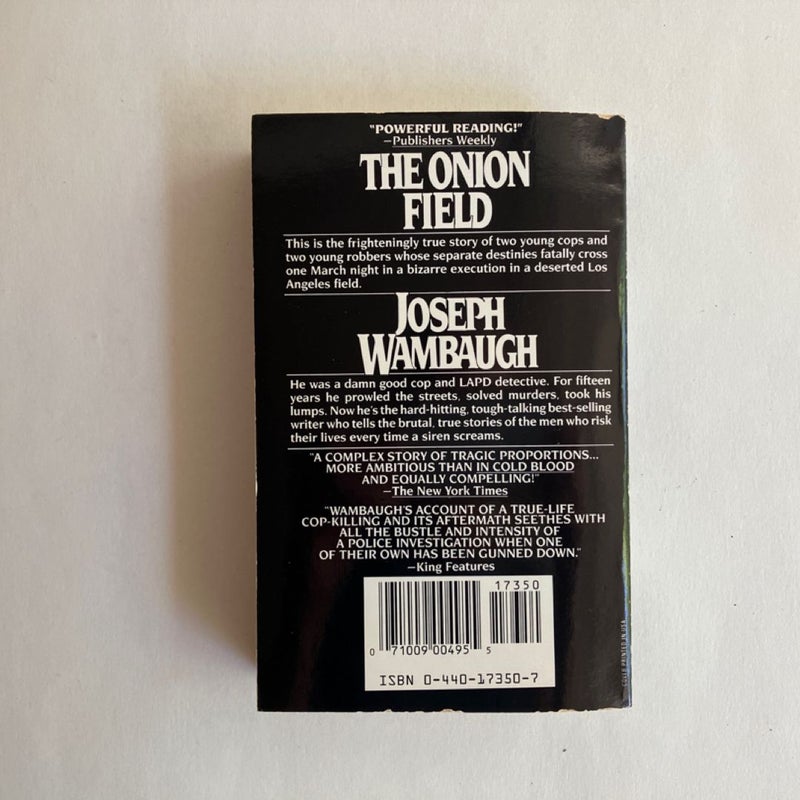 "POWERFUL READING!"
—Publishers Weekly
THE ONION
FIELD
This is the frighteningly true story of two young cops and
two young robbers whose separate destinies fatally cross
one March night in a bizarre execution in a deserted Los
Angeles field.
JOSEPH
WAMBAUGH
He was a damn good cop and LAPD detective. For fifteen
years he prowled the streets, solved murders, took his
lumps. Now he's the hard-hitting, tough-talking best-selling
writer who tells the brutal, true stories of the men who risk
their lives every time a siren screams.
"A COMPLEX STORY OF TRAGIC PROPORTIONS...
MORE AMBITIOUS THAN IN COLD BLOOD
AND EQUALLY COMPELLING!"
—The New York Times
"WAMBAUGH'S ACCOUNT OF A TRUE-LIFE
COP-KILLING AND ITS AFTERMATH SEETHES WITH
ALL THE BUSTLE AND INTENSITY OF
A POLICE INVESTIGATION WHEN ONE
OF THEIR OWN HAS BEEN GUNNED DOWN."
—King Features
17350
0 71009 00495 5
ISBN 0-440-17350-7
COVER PRINTED IN USA